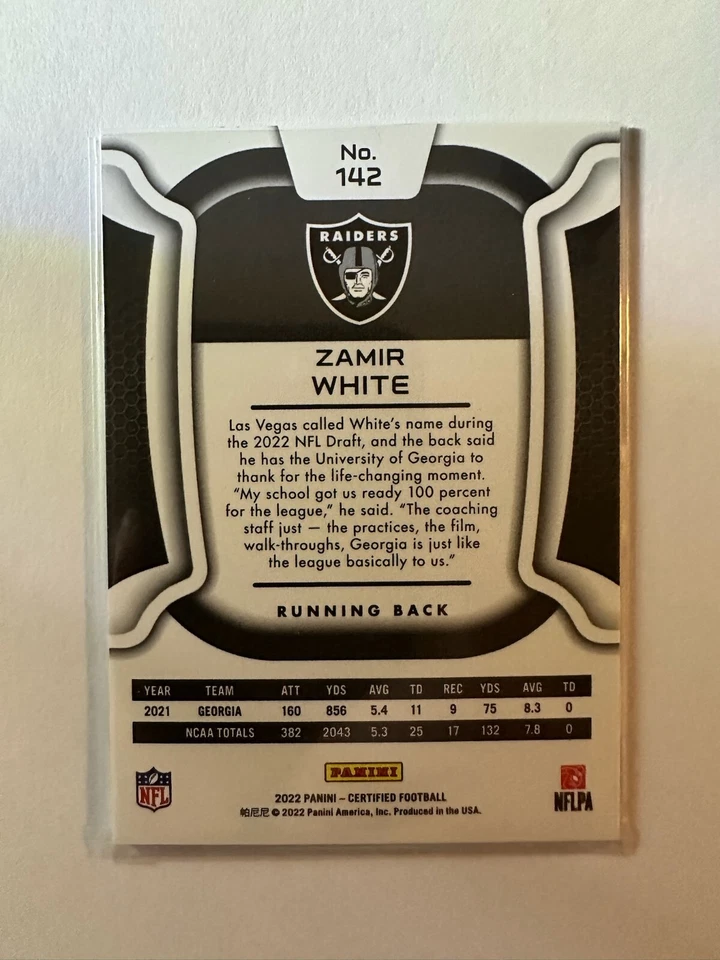 No.
142
RAIDERS
ZAMIR
WHITE
Las Vegas called White's name during
the 2022 NFL Draft, and the back said
he has the University of Georgia to
thank for the life-changing moment.
“My school got us ready 100 percent
for the league,” he said. “The coaching
staff just — the practices, the film,
walk-throughs, Georgia is just like
the league basically to us.”
RUNNING BACK
YEAR TEAM ATT YDS AVG TD REC YDS AVG TD
2021 GEORGIA 160 856 5.4 11 9 75 8.3 0
NCAA TOTALS 382 2043 5.3 25 17 132 7.8 0
PANINI
NFL
2022 PANINI – CERTIFIED FOOTBALL
帕尼尼 © 2022 Panini America, Inc. Produced in the USA.
NFLPA